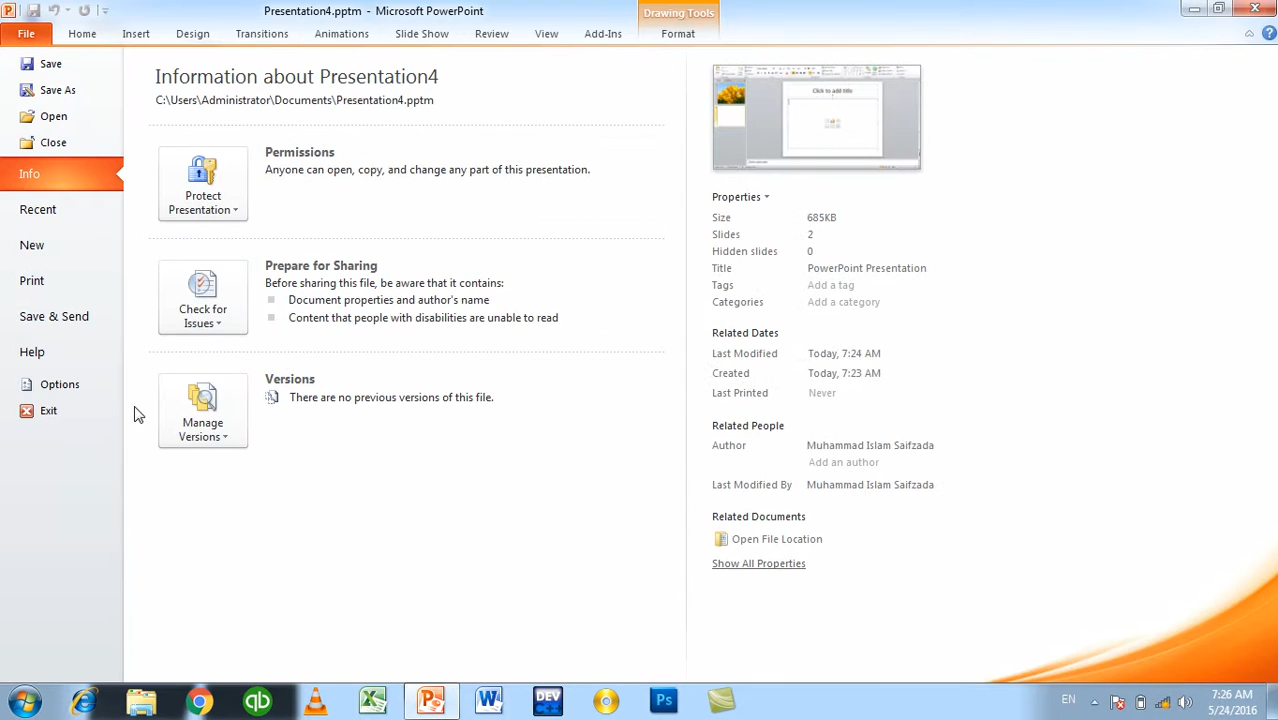 Presentation4.pptm - Microsoft PowerPoint
Drawing Tools
File Home Insert Design Transitions Animations Slide Show Review View Add-Ins Format
Save
Save As
Open
Close
Info
Recent
New
Print
Save & Send
Help
Options
Exit
Information about Presentation4
C:\Users\Administrator\Documents\Presentation4.pptm
Protect
Presentation
Permissions
Anyone can open, copy, and change any part of this presentation.
Check for
Issues
Prepare for Sharing
Before sharing this file, be aware that it contains:
Document properties and author's name
Content that people with disabilities are unable to read
Manage
Versions
Versions
There are no previous versions of this file.
Click to add title
Properties
Size 685KB
Slides 2
Hidden slides 0
Title PowerPoint Presentation
Tags Add a tag
Categories Add a category
Related Dates
Last Modified Today, 7:24 AM
Created Today, 7:23 AM
Last Printed Never
Related People
Author Muhammad Islam Saifzada
Add an author
Last Modified By Muhammad Islam Saifzada
Related Documents
Open File Location
Show All Properties
qb
DEV
Ps
EN
7:26 AM
5/24/2016